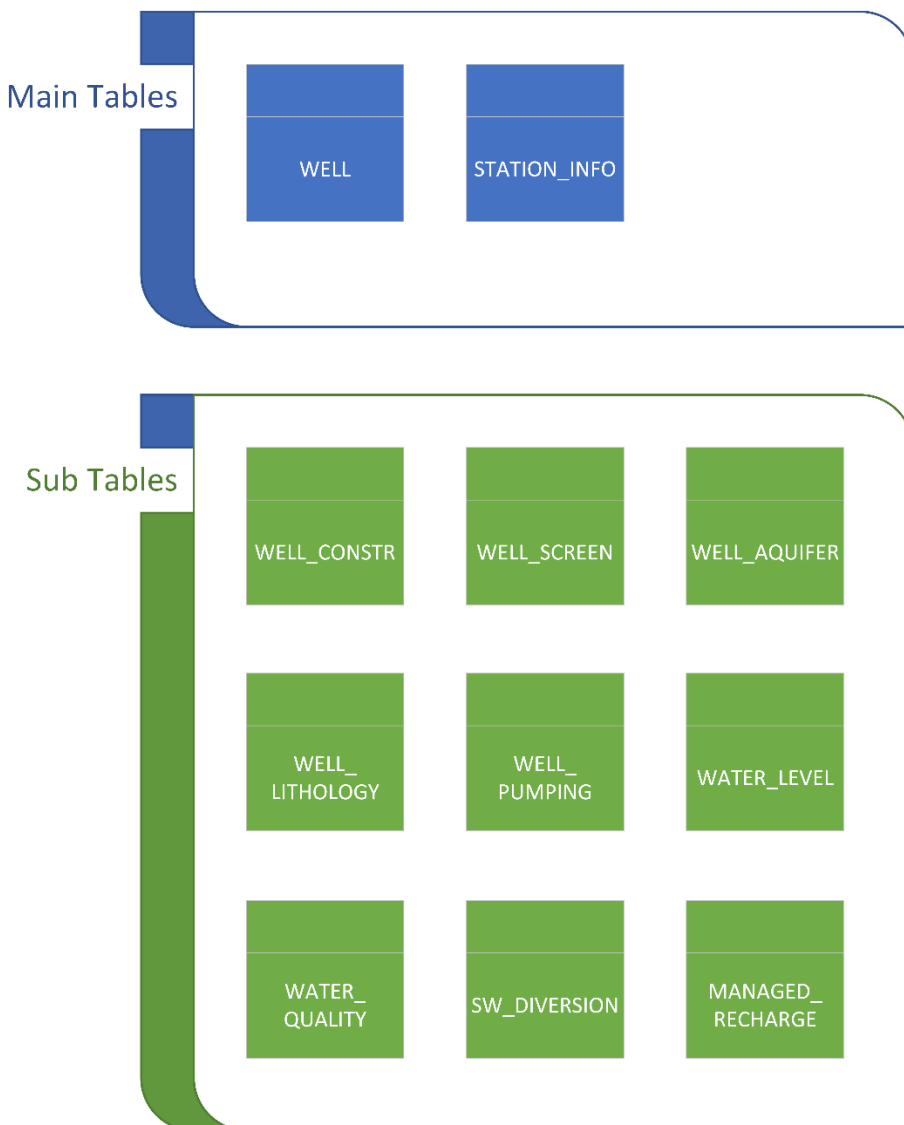 Main Tables
WELL
STATION_INFO
Sub Tables
WELL_CONSTR
WELL_SCREEN
WELL_AQUIFER
WELL_
LITHOLOGY
WELL_
PUMPING
WATER_LEVEL
WATER_
QUALITY
SW_DIVERSION
MANAGED_
RECHARGE